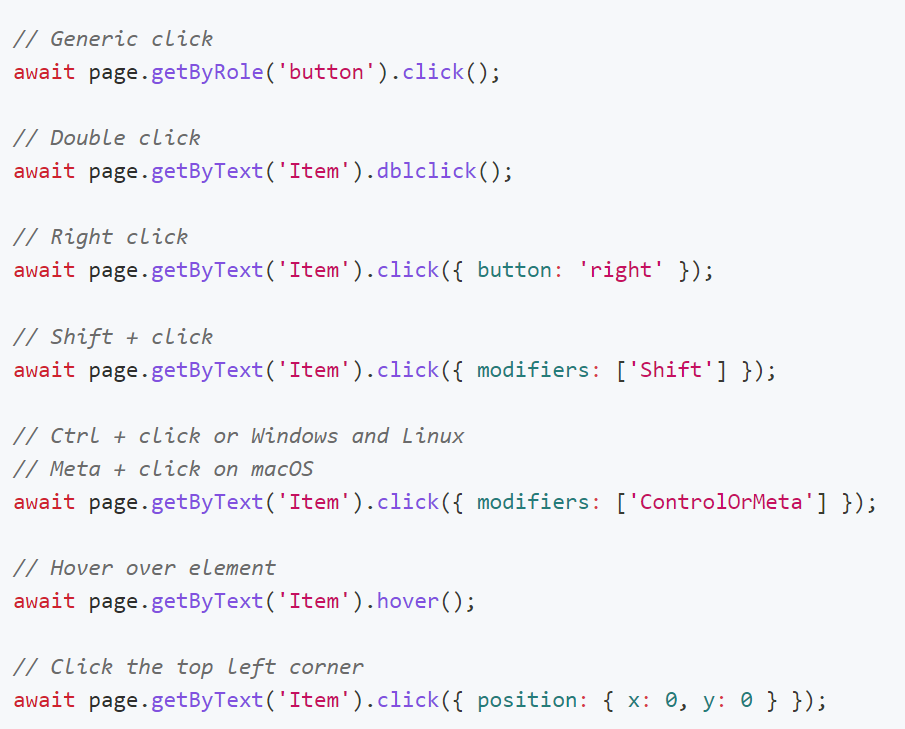 // Generic click
await page.getByRole('button').click();
// Double click
await page.getByText('Item').dblclick();
// Right click
await page.getByText('Item').click({ button: 'right' });
// Shift + click
await page.getByText('Item').click({ modifiers: ['Shift'] });
// Ctrl + click or Windows and Linux
// Meta + click on macOS
await page.getByText('Item').click({ modifiers: ['ControlOrMeta'] });
// Hover over element
await page.getByText('Item').hover();
// Click the top left corner
await page.getByText('Item').click({ position: { x: 0, y: 0 } });